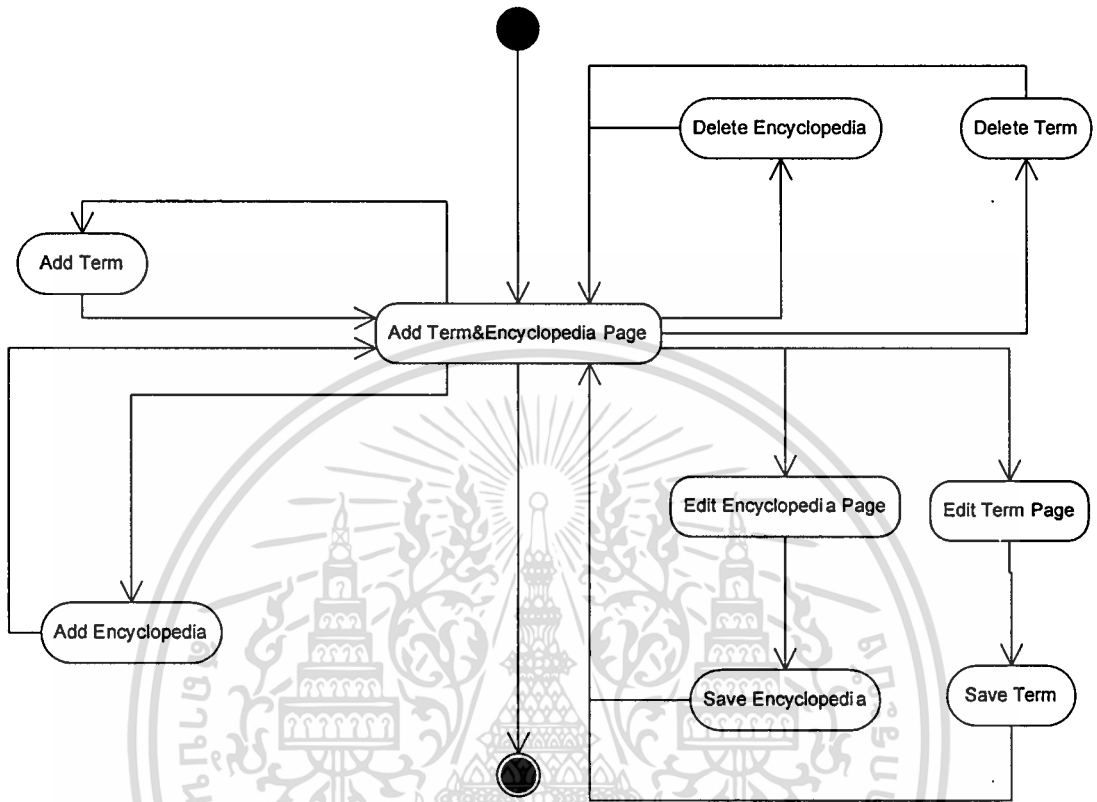 Delete Encyclopedia
Delete Term
Add Term
Add Term&Encyclopedia Page
Edit Encyclopedia Page
Edit Term Page
Add Encyclopedia
Save Encyclopedia
Save Term